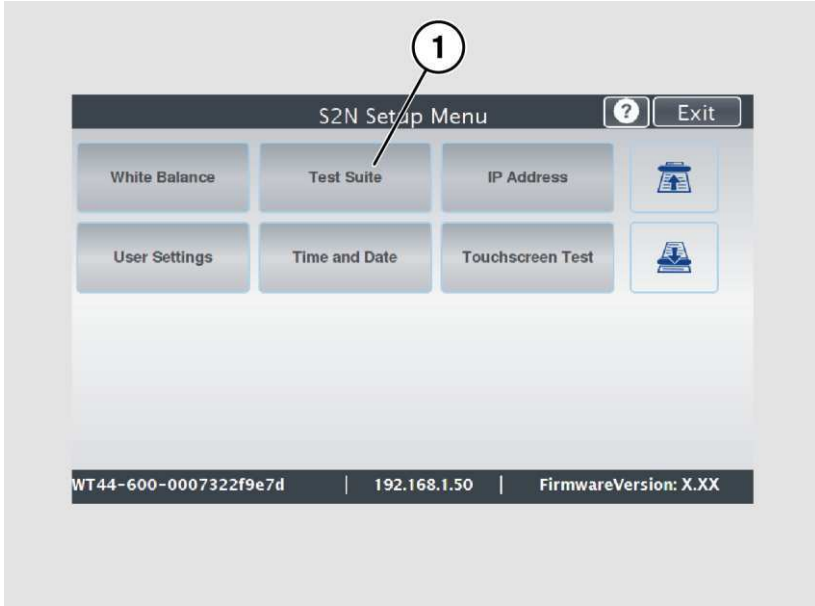 1
S2N Setup Menu ? Exit
White Balance Test Suite IP Address
User Settings Time and Date Touchscreen Test
WT44-600-0007322f9e7d | 192.168.1.50 | FirmwareVersion: X.XX